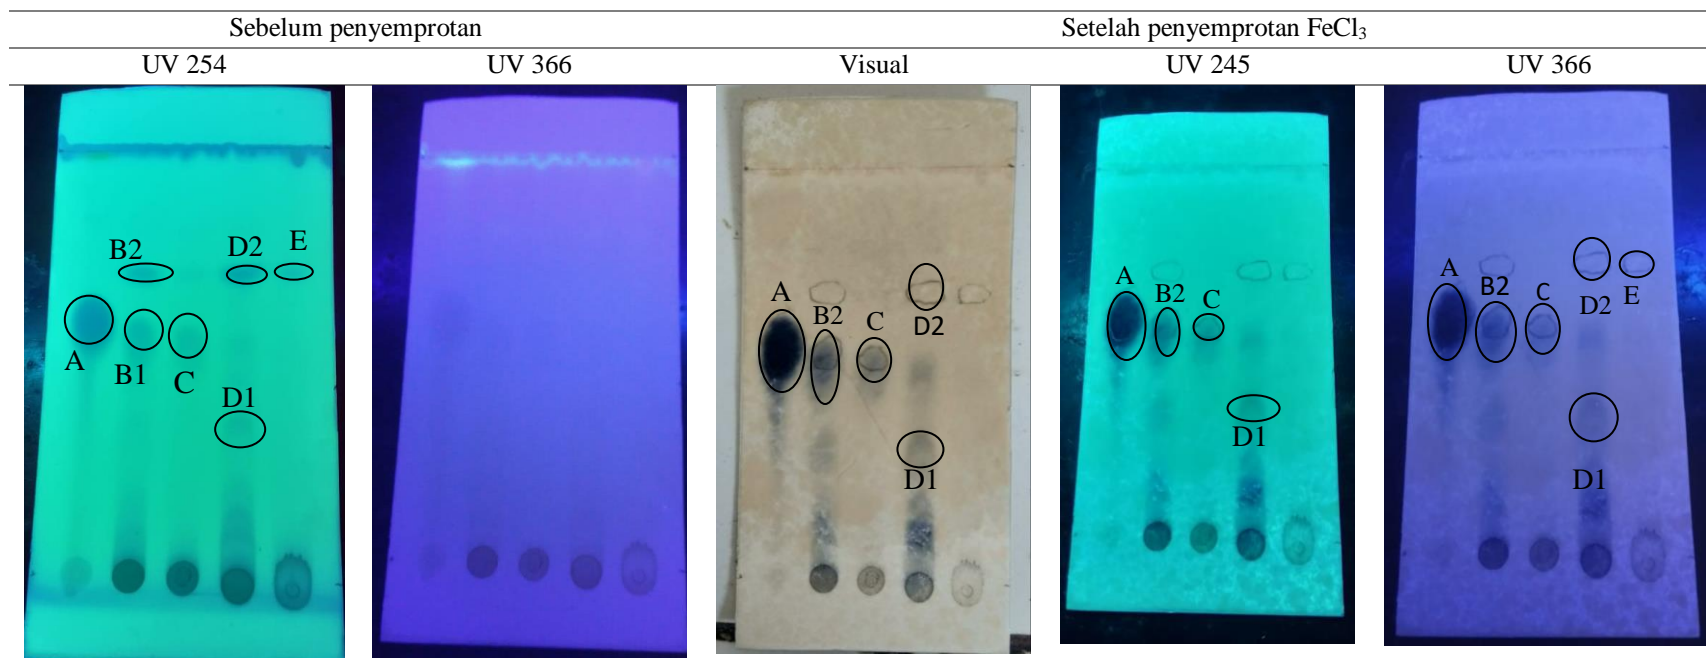 Sebelum penyemprotan
Setelah penyemprotan FeCl₃
UV 254
UV 366
Visual
UV 245
UV 366
B2
D2
E
A
B1
C
D1
A
B2
C
D2
D1
A
B2
C
D1
A
B2
C
D2
E
D1